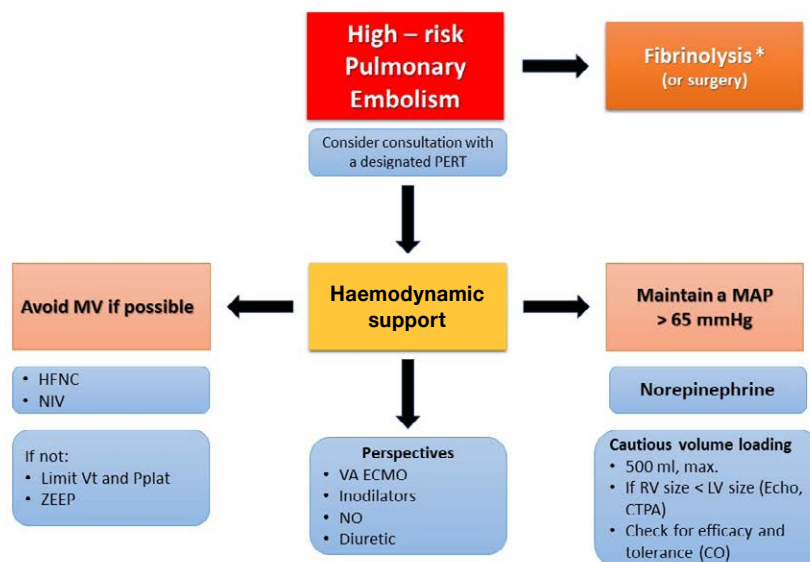 High – risk
Pulmonary
Embolism
Fibrinolysis *
(or surgery)
Consider consultation with
a designated PERT
Avoid MV if possible
Haemodynamic
support
Maintain a MAP
> 65 mmHg
• HFNC
• NIV
If not:
• Limit Vt and Pplat
• ZEEP
Perspectives
• VA ECMO
• Inodilators
• NO
• Diuretic
Norepinephrine
Cautious volume loading
• 500 ml, max.
• If RV size < LV size (Echo,
CTPA)
• Check for efficacy and
tolerance (CO)